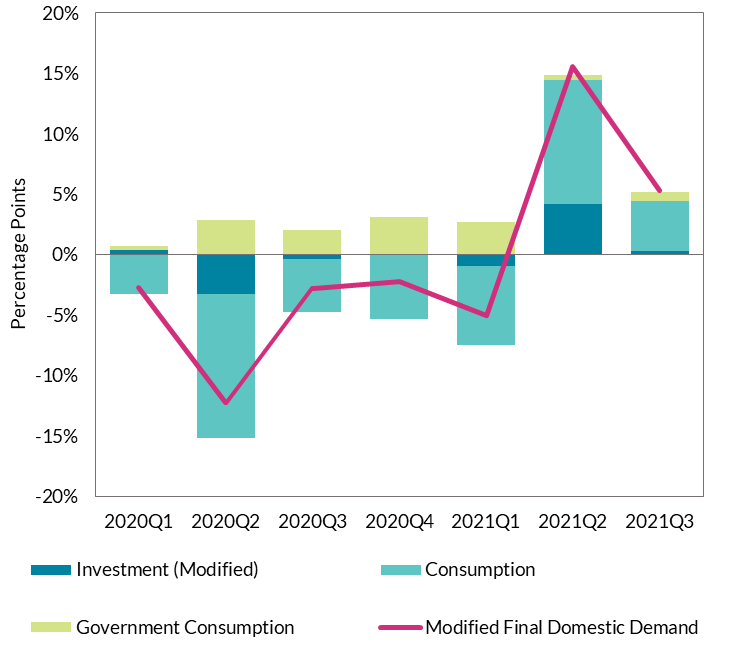 20%
15%
10%
5%
0%
-5%
-10%
-15%
-20%
Percentage Points
2020Q1 2020Q2 2020Q3 2020Q4 2021Q1 2021Q2 2021Q3
Investment (Modified) Consumption
Government Consumption Modified Final Domestic Demand